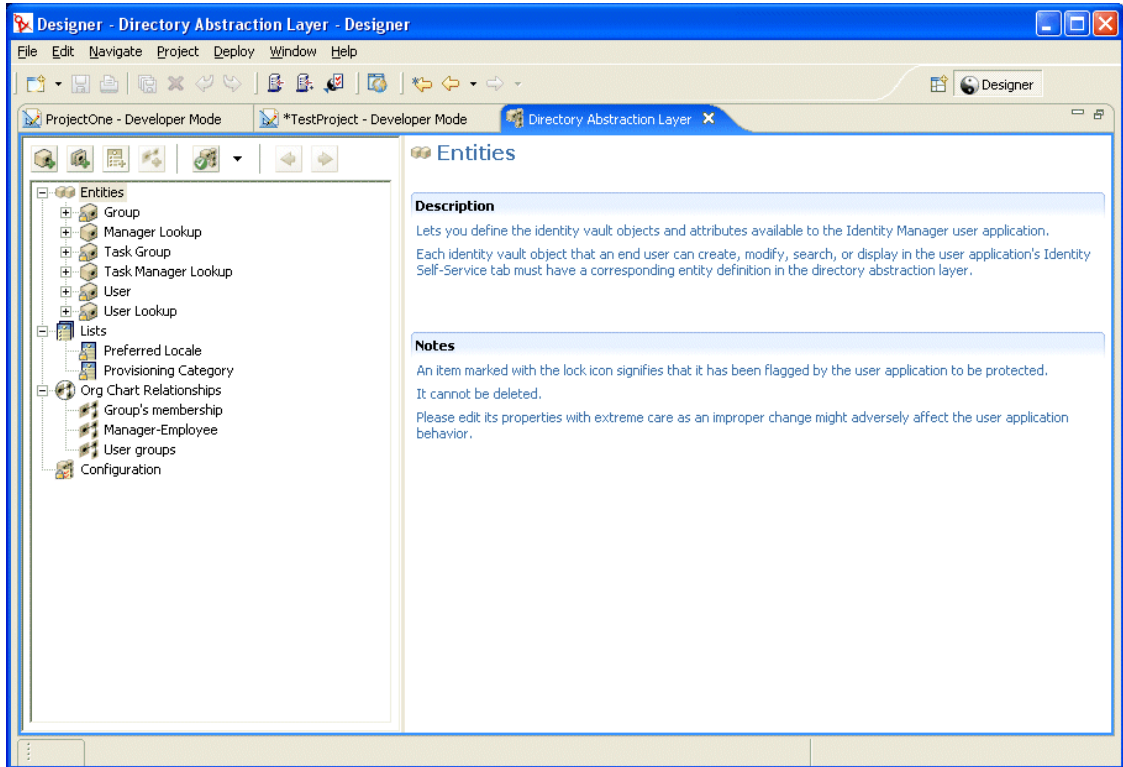 Designer - Directory Abstraction Layer - Designer
File Edit Navigate Project Deploy Window Help
Designer
ProjectOne - Developer Mode
*TestProject - Developer Mode
Directory Abstraction Layer
Entities
Group
Manager Lookup
Task Group
Task Manager Lookup
User
User Lookup
Lists
Preferred Locale
Provisioning Category
Org Chart Relationships
Group's membership
Manager-Employee
User groups
Configuration
Entities
Description
Lets you define the identity vault objects and attributes available to the Identity Manager user application.
Each identity vault object that an end user can create, modify, search, or display in the user application's Identity
Self-Service tab must have a corresponding entity definition in the directory abstraction layer.
Notes
An item marked with the lock icon signifies that it has been flagged by the user application to be protected.
It cannot be deleted.
Please edit its properties with extreme care as an improper change might adversely affect the user application
behavior.